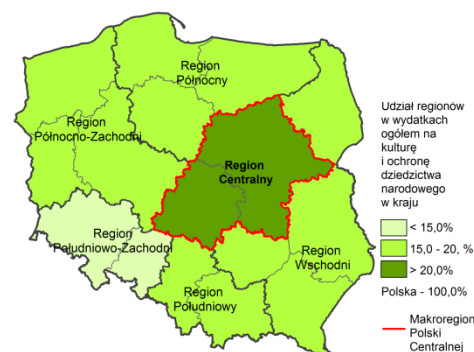 Region
Północny
Region
Północno-Zachodni
Region
Centralny
Region
Południowo-Zachodni
Region
Wschodni
Region
Południowy
Udział regionów
w wydatkach
ogółem na
kulturę
i ochronę
dziedzictwa
narodowego
w kraju
< 15,0%
15,0 - 20, %
> 20,0%
Polska - 100,0%
Makroregion
Polski
Centralnej